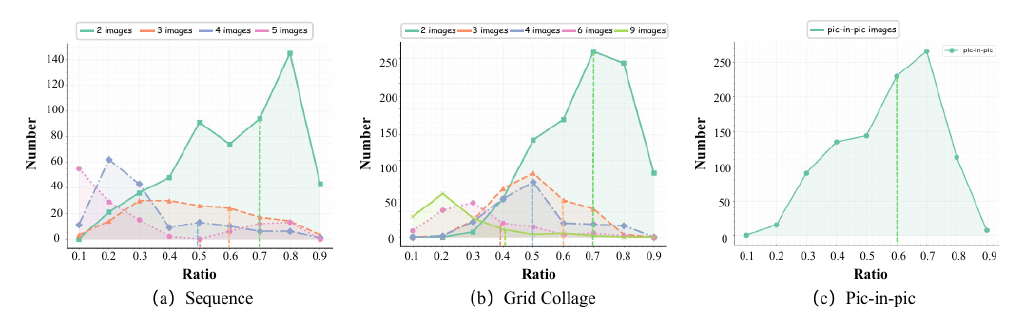 2 images 3 images 4 images 5 images
Number
140
120
100
80
60
40
20
0
0.1 0.2 0.3 0.4 0.5 0.6 0.7 0.8 0.9
Ratio
(a) Sequence
2 images 3 images 4 images 6 images 9 images
Number
250
200
150
100
50
0
0.1 0.2 0.3 0.4 0.5 0.6 0.7 0.8 0.9
Ratio
(b) Grid Collage
pic-in-pic images
pic-in-pic
Number
250
200
150
100
50
0
0.1 0.2 0.3 0.4 0.5 0.6 0.7 0.8 0.9
Ratio
(c) Pic-in-pic